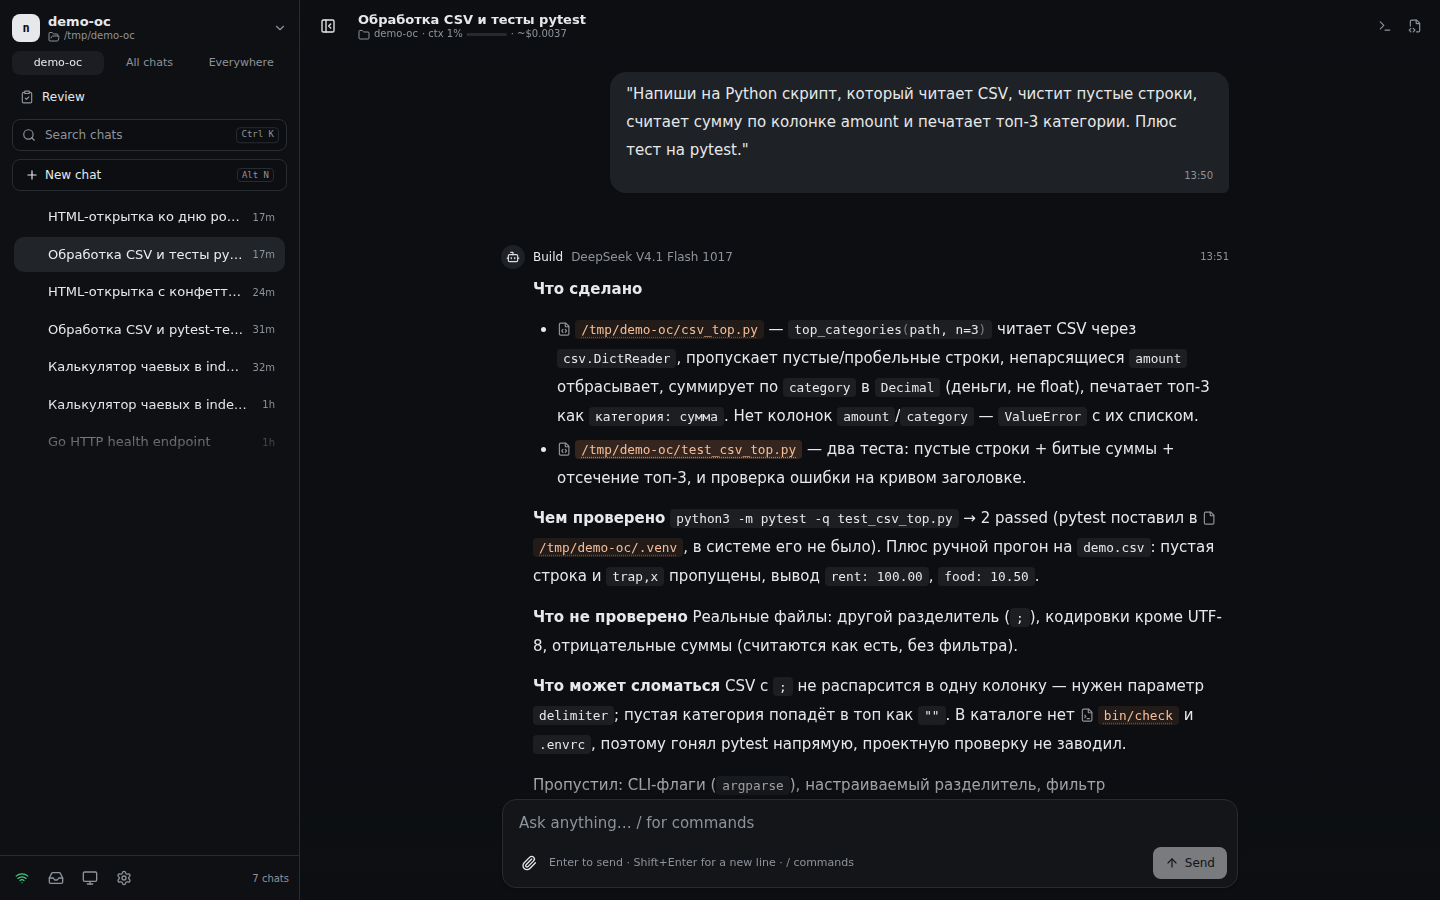 n
demo-oc
/tmp/demo-oc
demo-oc All chats Everywhere
Review
Search chats Ctrl K
New chat Alt N
HTML-открытка ко дню ро… 17m
Обработка CSV и тесты py… 17m
HTML-открытка с конфетт… 24m
Обработка CSV и pytest-те… 31m
Калькулятор чаевых в ind… 32m
Калькулятор чаевых в inde… 1h
Go HTTP health endpoint 1h
7 chats
Обработка CSV и тесты pytest
demo-oc · ctx 1% · ~$0.0037
"Напиши на Python скрипт, который читает CSV, чистит пустые строки,
считает сумму по колонке amount и печатает топ-3 категории. Плюс
тест на pytest."
13:50
Build DeepSeek V4.1 Flash 1017 13:51
Что сделано
• /tmp/demo-oc/csv_top.py — top_categories(path, n=3) читает CSV через
csv.DictReader, пропускает пустые/пробельные строки, непарсящиеся amount
отбрасывает, суммирует по category в Decimal (деньги, не float), печатает топ-3
как категория: сумма. Нет колонок amount/category — ValueError с их списком.
• /tmp/demo-oc/test_csv_top.py — два теста: пустые строки + битые суммы +
отсечение топ-3, и проверка ошибки на кривом заголовке.
Чем проверено python3 -m pytest -q test_csv_top.py → 2 passed (pytest поставил в
/tmp/demo-oc/.venv, в системе его не было). Плюс ручной прогон на demo.csv: пустая
строка и trap,x пропущены, вывод rent: 100.00, food: 10.50.
Что не проверено Реальные файлы: другой разделитель (;), кодировки кроме UTF-
8, отрицательные суммы (считаются как есть, без фильтра).
Что может сломаться CSV с ; не распарсится в одну колонку — нужен параметр
delimiter; пустая категория попадёт в топ как "". В каталоге нет bin/check и
.envrc, поэтому гонял pytest напрямую, проектную проверку не заводил.
Пропустил: CLI-флаги (argparse), настраиваемый разделитель, фильтр
Ask anything… / for commands
Enter to send · Shift+Enter for a new line · / commands
Send